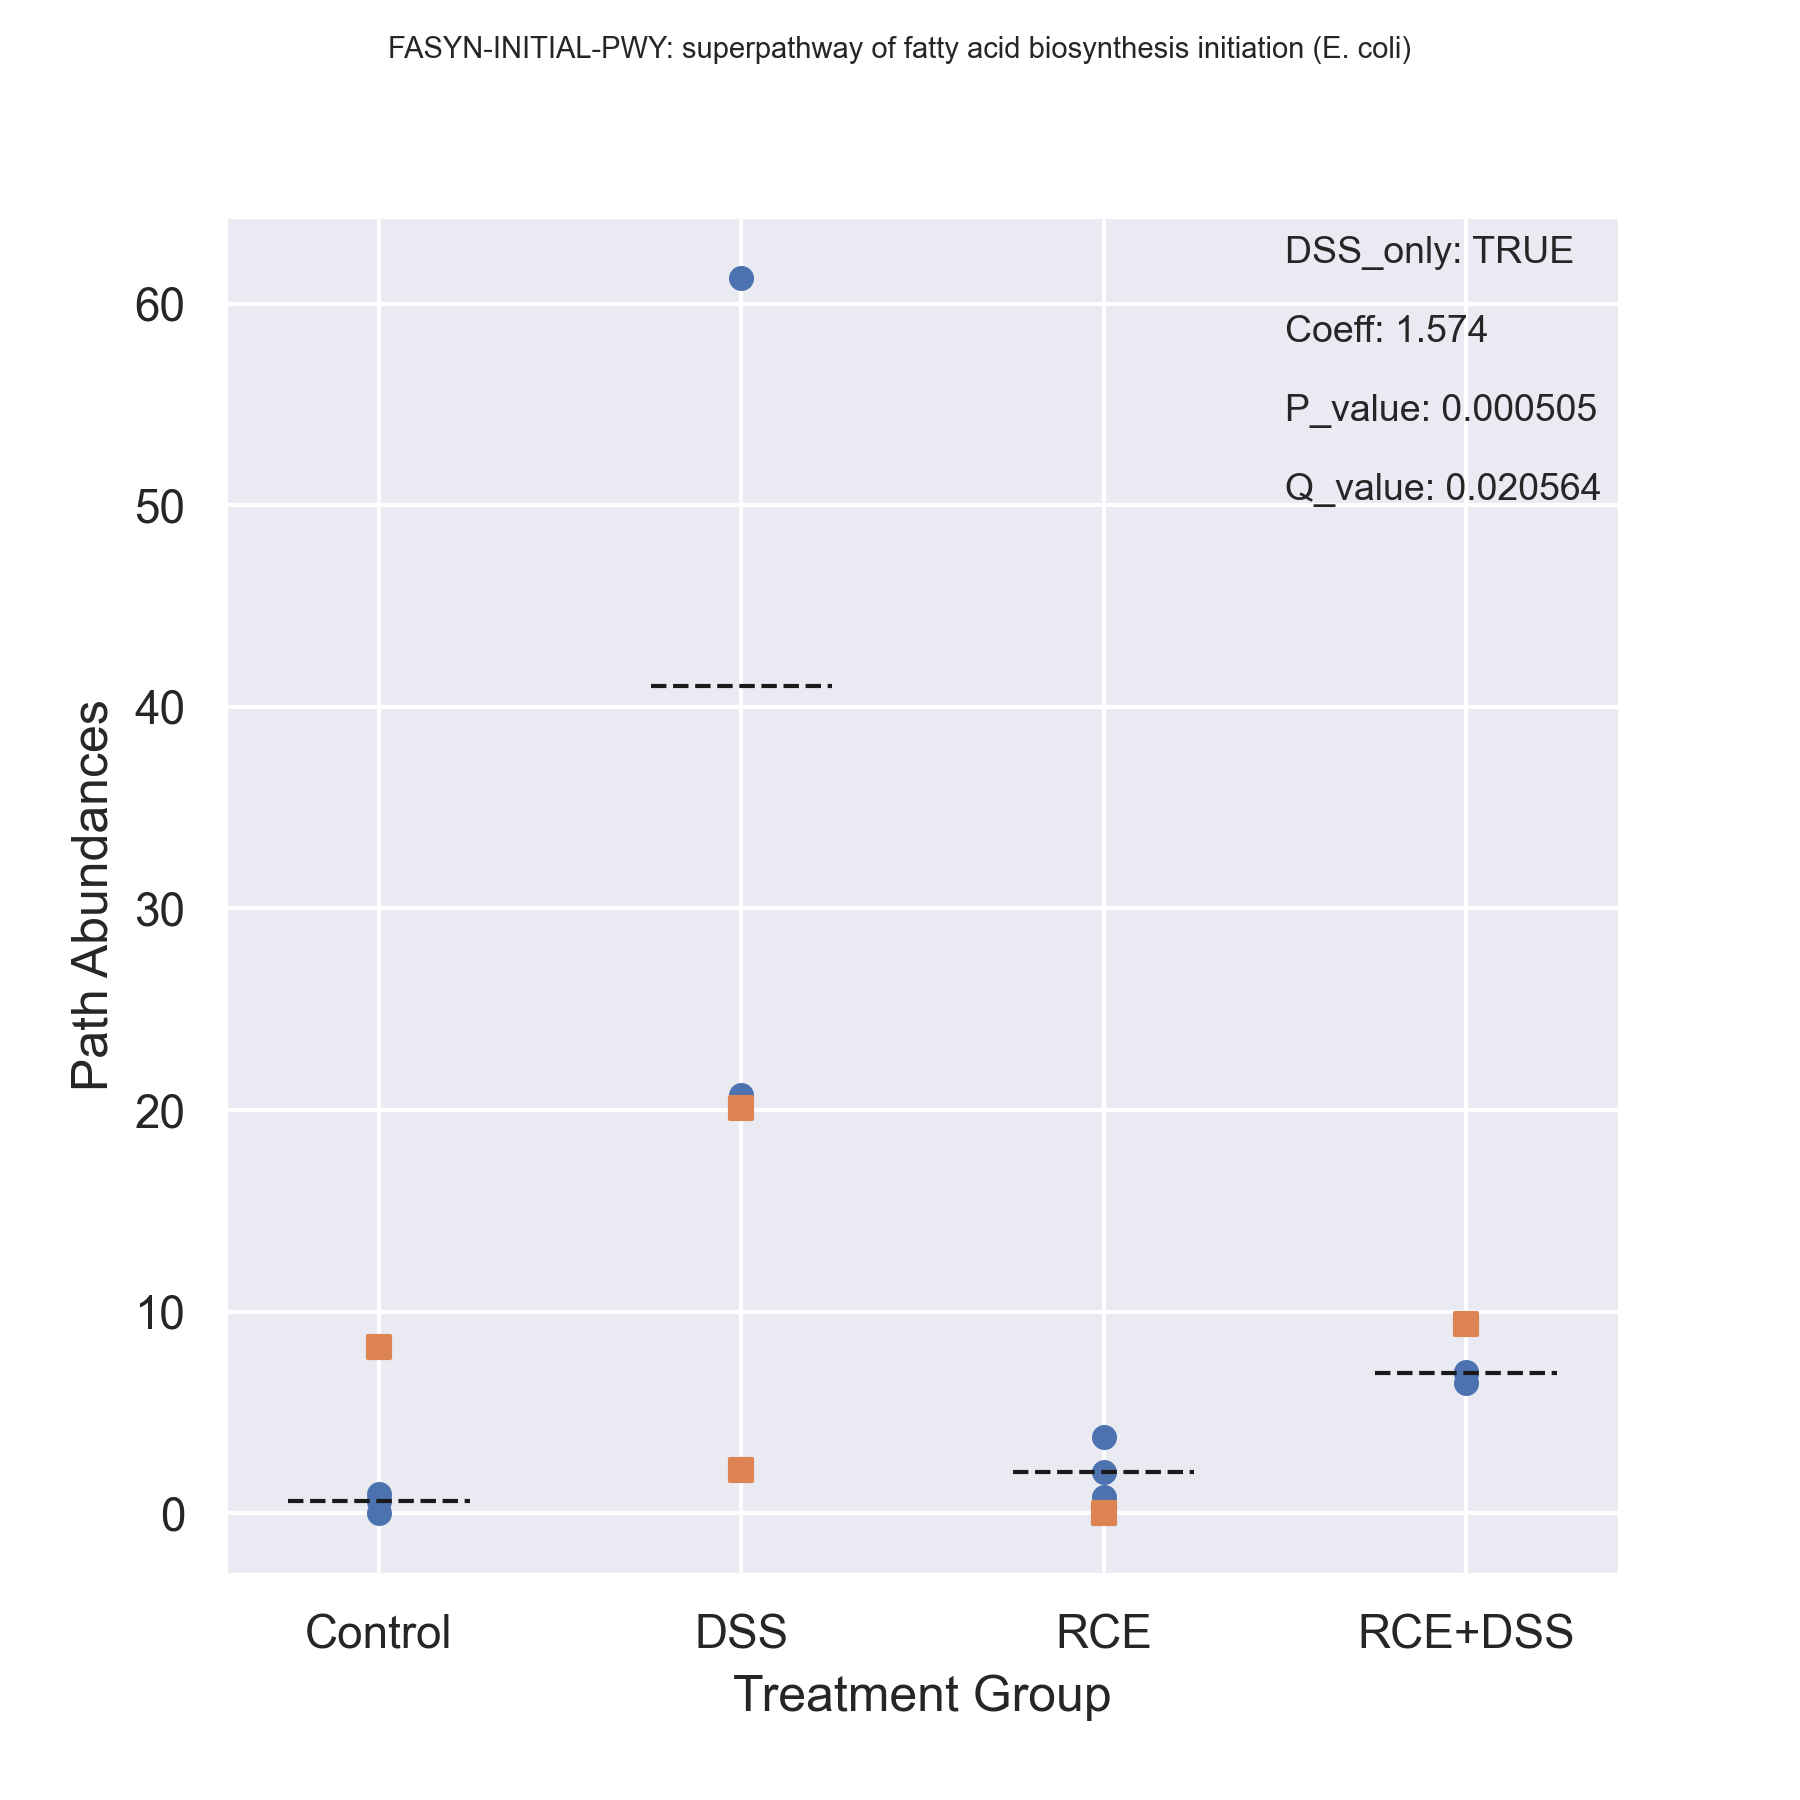 FASYN-INITIAL-PWY: superpathway of fatty acid biosynthesis initiation (E. coli)
DSS_only: TRUE
Coeff: 1.574
P_value: 0.000505
Q_value: 0.020564
60
50
40
30
20
10
0
Path Abundances
Control DSS RCE RCE+DSS
Treatment Group